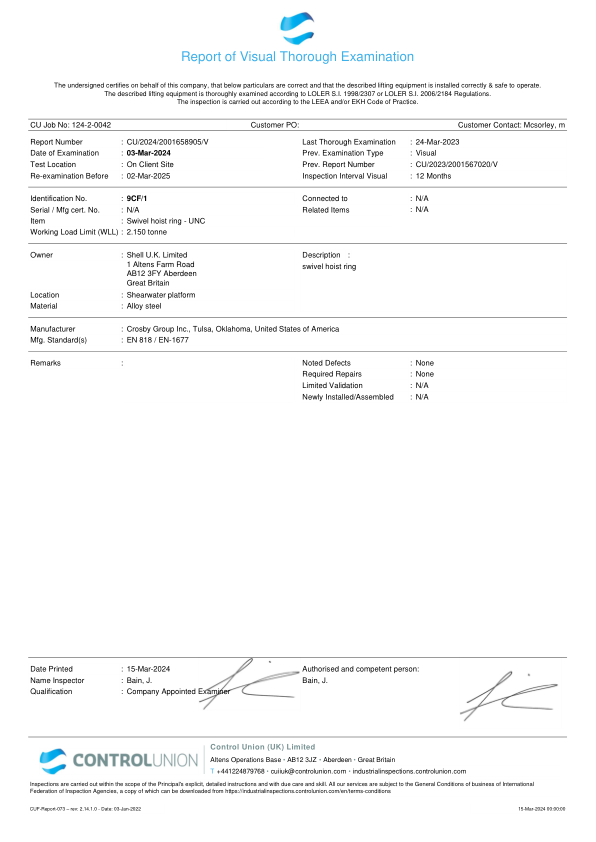 Report of Visual Thorough Examination
The undersigned certifies on behalf of this company, that below particulars are correct and that the described lifting equipment is installed correctly & safe to operate.
The described lifting equipment is thoroughly examined according to LOLER S.I. 1998/2307 or LOLER S.I. 2006/2184 Regulations.
The inspection is carried out according to the LEEA and/or EKH Code of Practice.
CU Job No: 124-2-0042 Customer PO: Customer Contact: Mcsorley, m
Report Number : CU/2024/2001658905/V Last Thorough Examination : 24-Mar-2023
Date of Examination : 03-Mar-2024 Prev. Examination Type : Visual
Test Location : On Client Site Prev. Report Number : CU/2023/2001567020/V
Re-examination Before : 02-Mar-2025 Inspection Interval Visual : 12 Months
Identification No. : 9CF/1 Connected to : N/A
Serial / Mfg cert. No. : N/A Related Items : N/A
Item : Swivel hoist ring - UNC
Working Load Limit (WLL) : 2.150 tonne
Owner : Shell U.K. Limited Description :
1 Altens Farm Road swivel hoist ring
AB12 3FY Aberdeen
Great Britain
Location : Shearwater platform
Material : Alloy steel
Manufacturer : Crosby Group Inc., Tulsa, Oklahoma, United States of America
Mfg. Standard(s) : EN 818 / EN-1677
Remarks : Noted Defects : None
Required Repairs : None
Limited Validation : N/A
Newly Installed/Assembled : N/A
Date Printed : 15-Mar-2024 Authorised and competent person:
Name Inspector : Bain, J. Bain, J.
Qualification : Company Appointed Examiner
CONTROLUNION
Control Union (UK) Limited
Altens Operations Base · AB12 3JZ · Aberdeen · Great Britain
T +441224879768 · cuiiuk@controlunion.com · industrialinspections.controlunion.com
Inspections are carried out within the scope of the Principal's explicit, detailed instructions and with due care and skill. All our services are subject to the General Conditions of business of International
Federation of Inspection Agencies, a copy of which can be downloaded from https://industrialinspections.controlunion.com/en/terms-conditions
CUF-Report-073 – rev: 2.14.1.0 - Date: 03-Jun-2022 15-Mar-2024 00:00:00